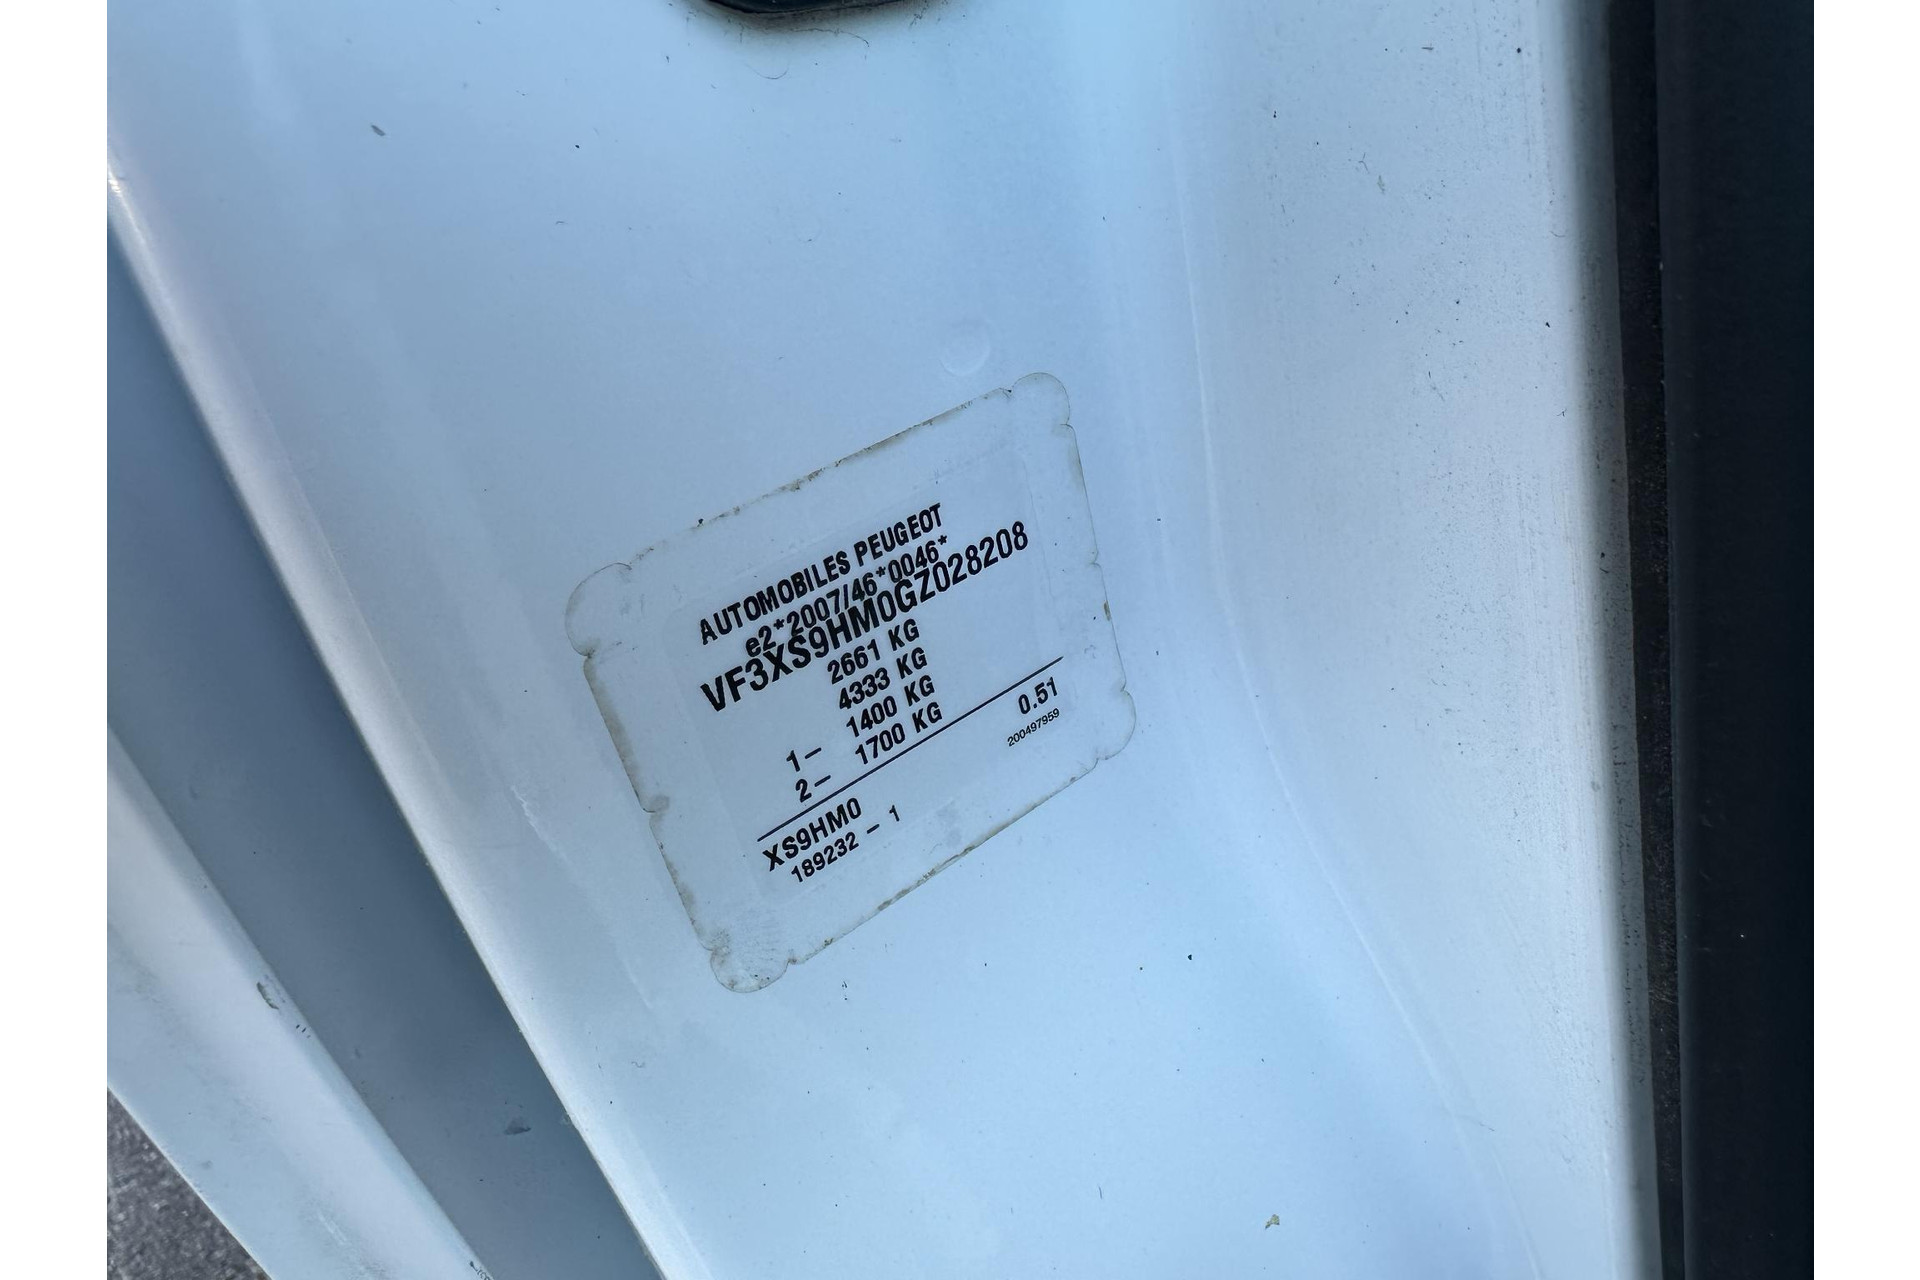 AUTOMOBILES PEUGEOT
e2*2007/46*0046*
VF3XS9HM0GZ028208
2661 KG
4333 KG
1– 1400 KG
2– 1700 KG
0.51
200497959
XS9HM0
189232 – 1